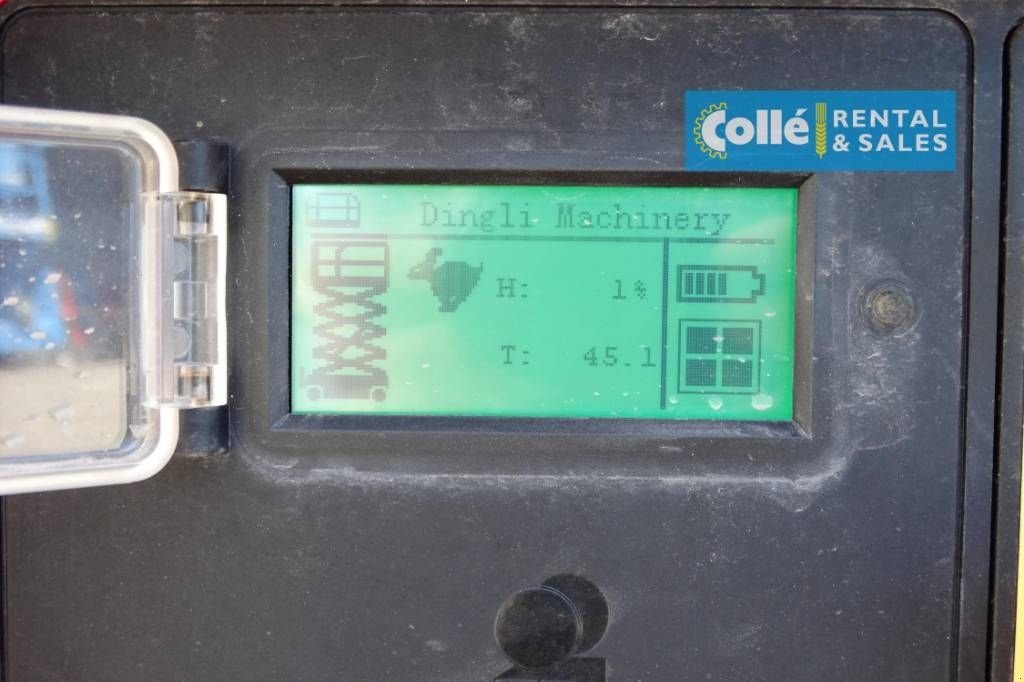 Collé RENTAL
& SALES
Dingli Machinery
H: 1%
T: 45.1